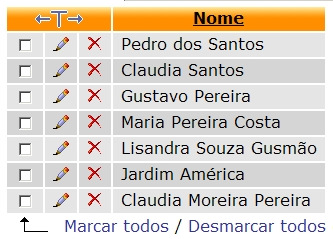 Nome
Pedro dos Santos
Claudia Santos
Gustavo Pereira
Maria Pereira Costa
Lisandra Souza Gusmão
Jardim América
Claudia Moreira Pereira
Marcar todos / Desmarcar todos